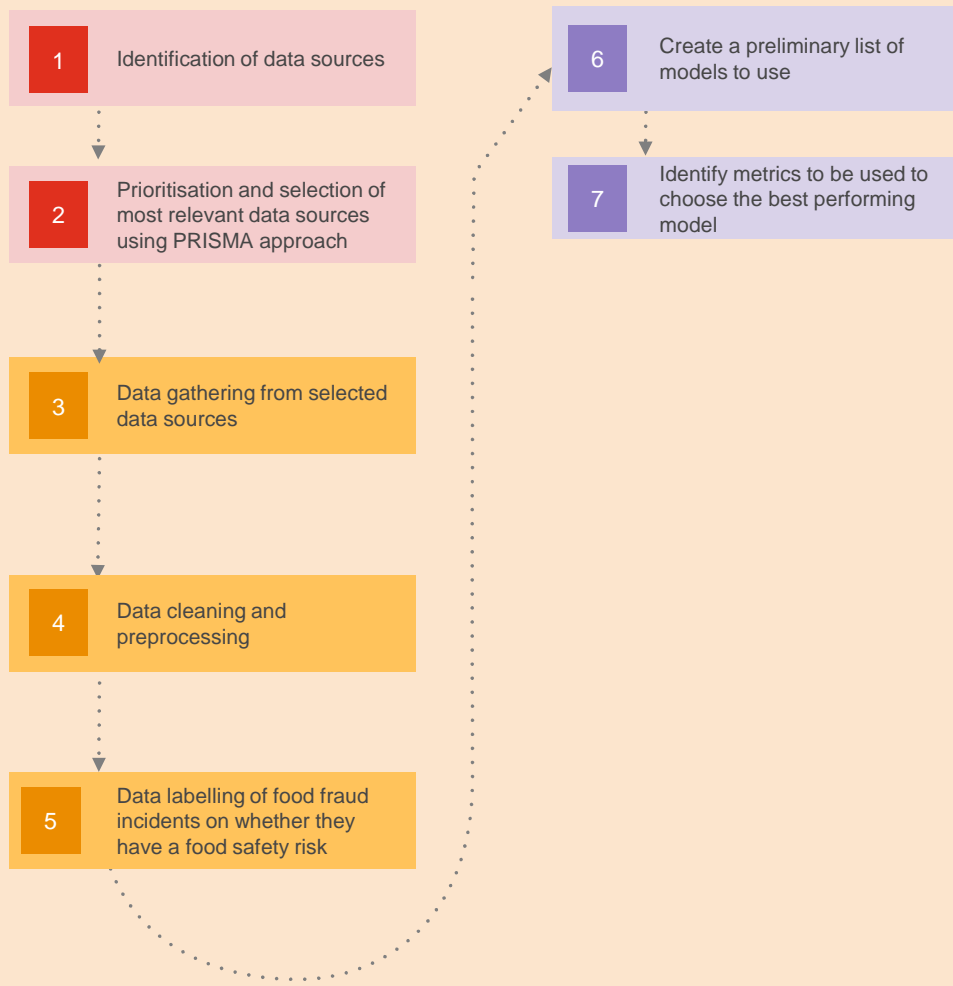 1
Identification of data sources
2
Prioritisation and selection of
most relevant data sources
using PRISMA approach
3
Data gathering from selected
data sources
4
Data cleaning and
preprocessing
5
Data labelling of food fraud
incidents on whether they
have a food safety risk
6
Create a preliminary list of
models to use
7
Identify metrics to be used to
choose the best performing
model